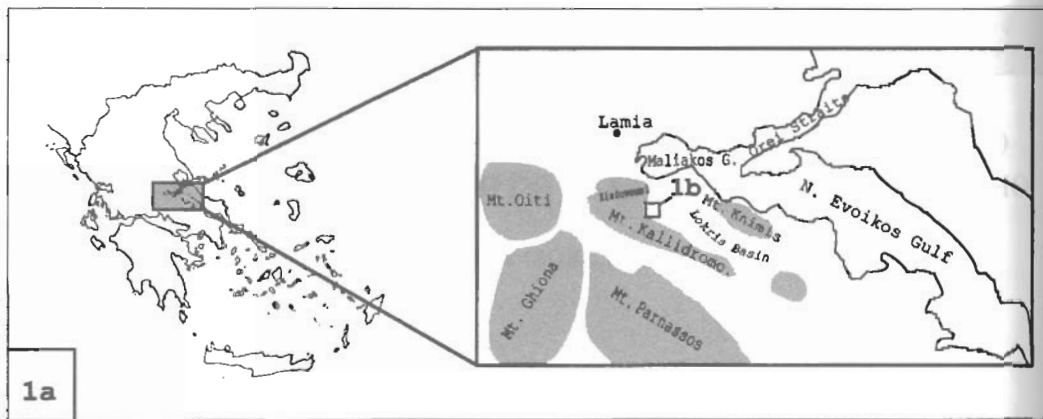 Lamia
Orei Straits
Maliakos G.
1b
Mt.Oiti
Mt. Knimis
N. Evoikos Gulf
Lokris Basin
Mt. Kallidromo.
Mt. Ghiona
Mt. Parnassos
1a